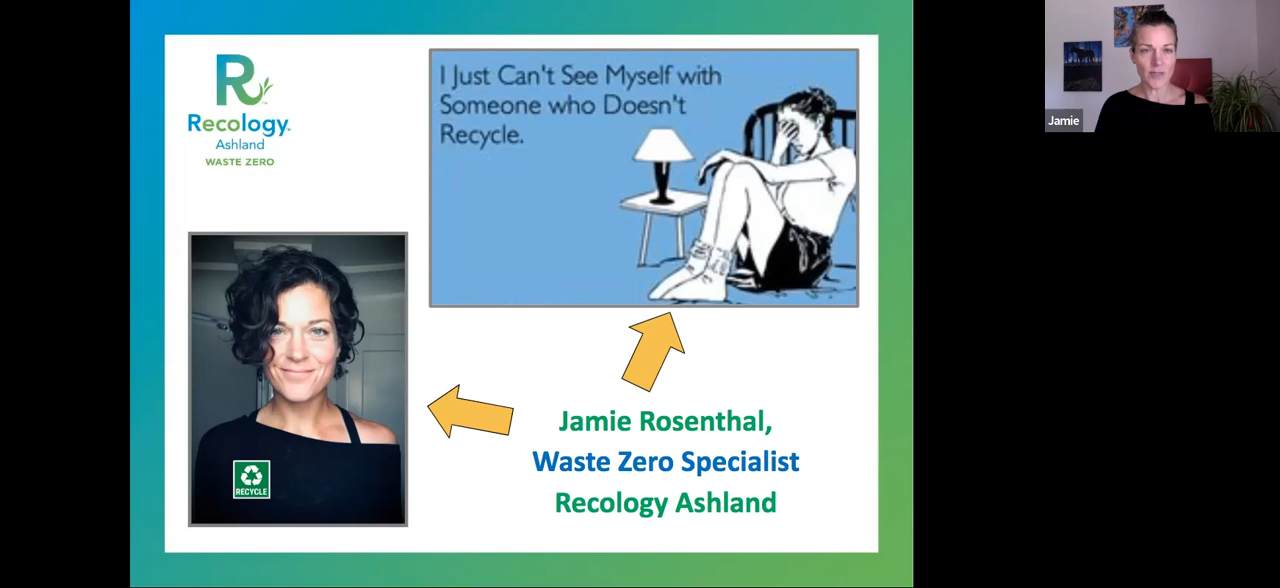 Recology
Ashland
WASTE ZERO
I Just Can't See Myself with
Someone who Doesn't
Recycle.
RECYCLE
Jamie Rosenthal,
Waste Zero Specialist
Recology Ashland
Jamie